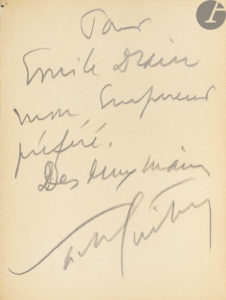 Pour
Emile Drain
mon Empereur
préféré.
Des deux mains